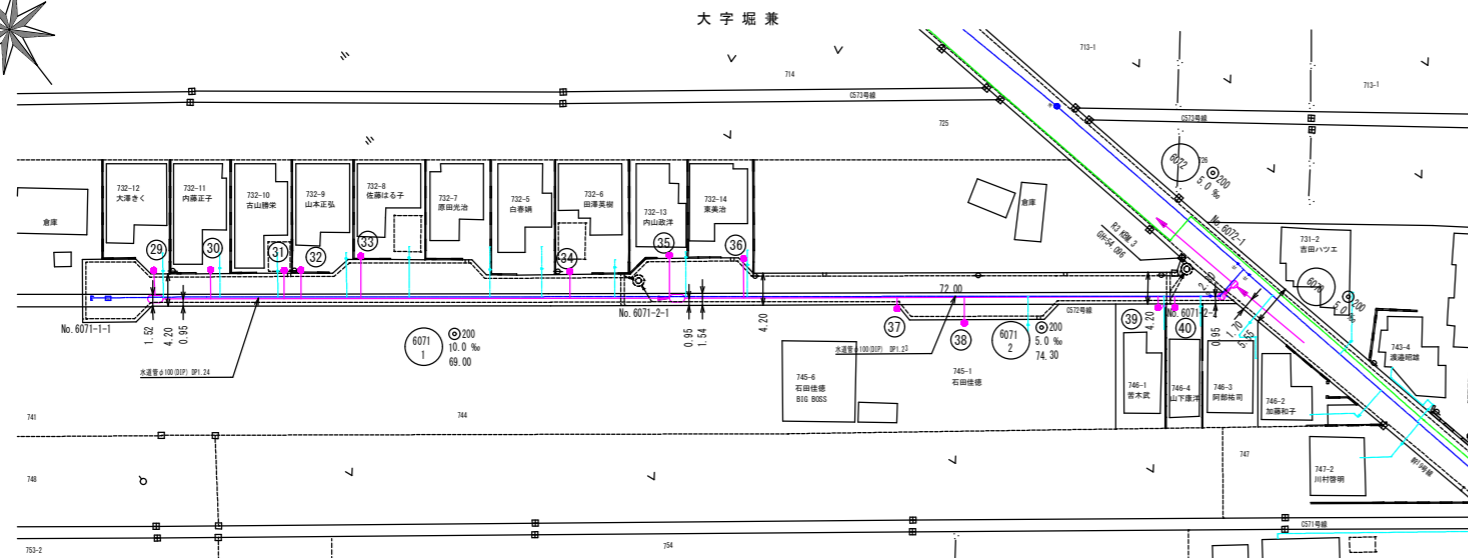 大字堀兼
714
713-1
713-1
C573号線
C573号線
725
726
6072
200
5.0 ‰
No. 6072-1
R3 KBM.3
GH=54.096
倉庫
倉庫
732-12
大澤きく
732-11
内藤正子
732-10
古山勝栄
732-9
山本正弘
732-8
佐藤はる子
732-7
原田光治
732-5
白春娟
732-6
田澤英樹
732-13
内山政洋
732-14
東美治
731-2
吉田ハツエ
200
5.0 ‰
29
30
31
32
33
34
35
36
37
38
39
40
72.00
No. 6071-1-1
No. 6071-2-1
1.52
4.20
0.95
0.95
1.54
4.20
4.20
0.95
1.70
C572号線
水道管φ100(DIP) DP1.24
水道管φ100(DIP)
6071
1
200
10.0 ‰
69.00
6071
2
200
5.0 ‰
74.30
745-6
石田佳徳
BIG BOSS
745-1
石田佳徳
746-1
746-4
山下康洋
746-3
阿部祐司
746-2
加藤和子
743-4
渡邉昭雄
747-2
川村啓明
747
741
744
748
753-2
754
C571号線